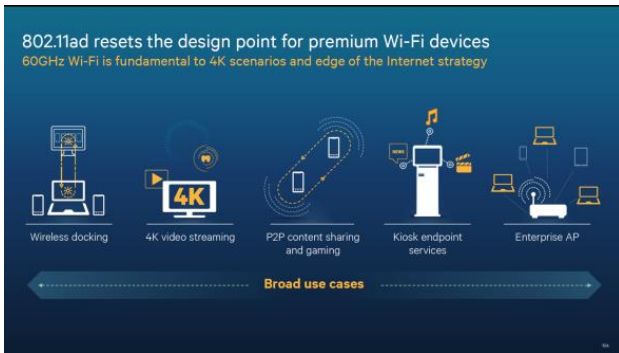 802.11ad resets the design point for premium Wi-Fi devices
60GHz Wi-Fi is fundamental to 4K scenarios and edge of the Internet strategy
NEWS
4K
Wireless docking
4K video streaming
P2P content sharing
and gaming
Kiosk endpoint
services
Enterprise AP
Broad use cases